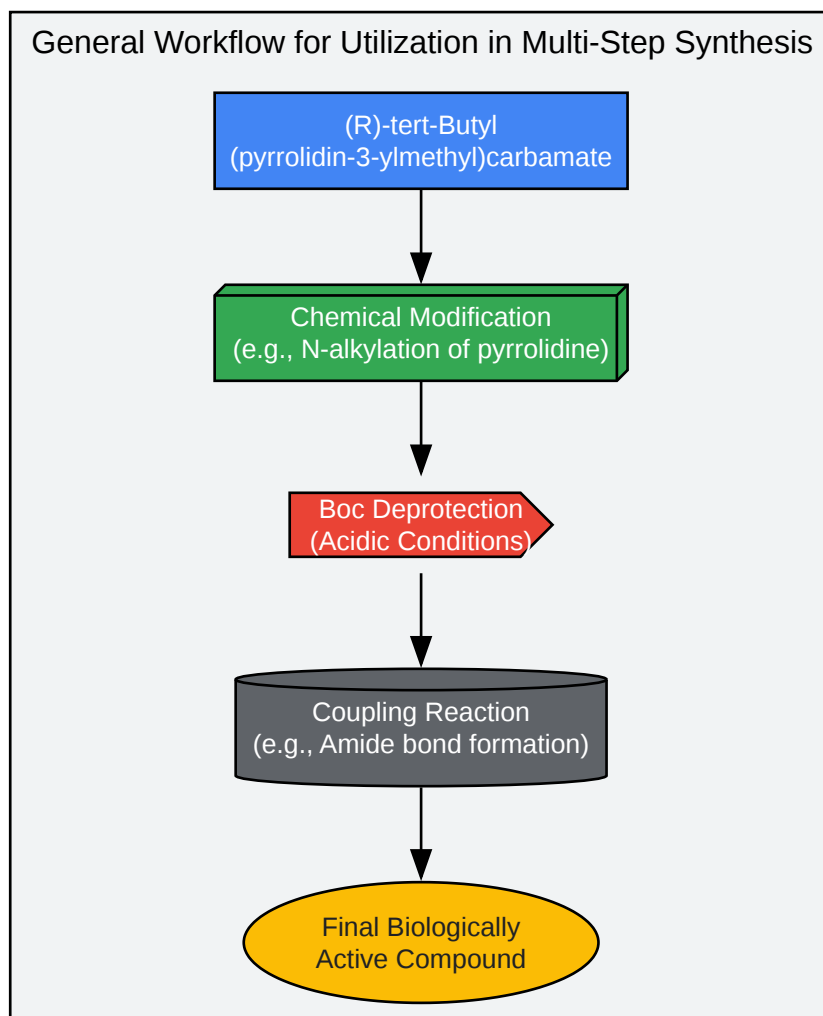 General Workflow for Utilization in Multi-Step Synthesis
(R)-tert-Butyl
(pyrrolidin-3-ylmethyl)carbamate
Chemical Modification
(e.g., N-alkylation of pyrrolidine)
Boc Deprotection
(Acidic Conditions)
Coupling Reaction
(e.g., Amide bond formation)
Final Biologically
Active Compound